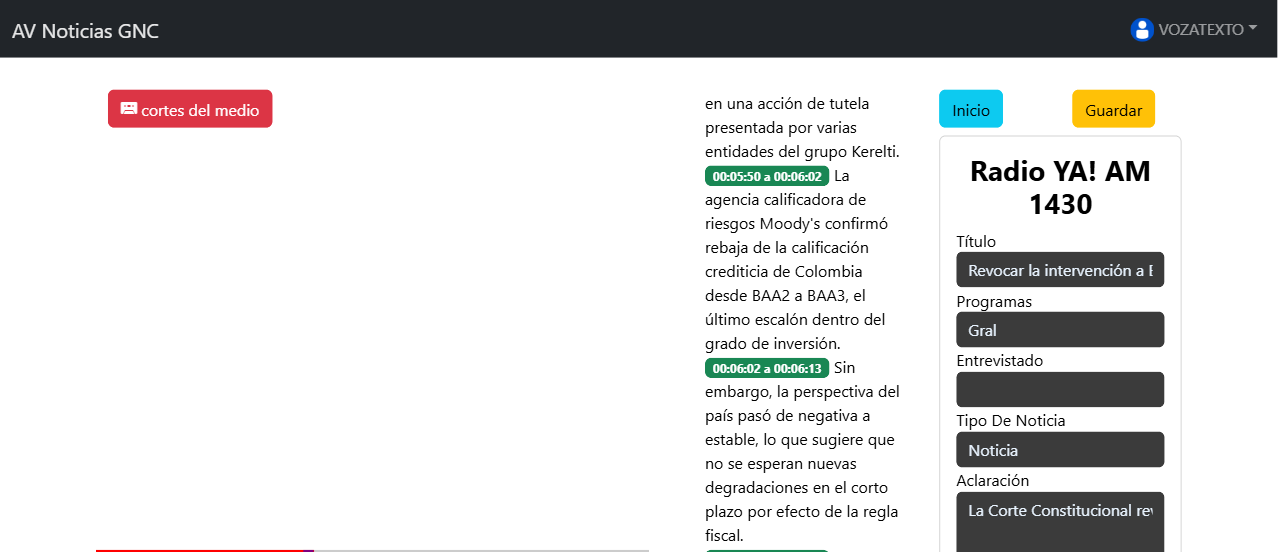 AV Noticias GNC
VOZATEXTO
cortes del medio
en una acción de tutela
presentada por varias
entidades del grupo Kerelti.
00:05:50 a 00:06:02 La
agencia calificadora de
riesgos Moody's confirmó
rebaja de la calificación
crediticia de Colombia
desde BAA2 a BAA3, el
último escalón dentro del
grado de inversión.
00:06:02 a 00:06:13 Sin
embargo, la perspectiva del
país pasó de negativa a
estable, lo que sugiere que
no se esperan nuevas
degradaciones en el corto
plazo por efecto de la regla
fiscal.
Inicio
Guardar
Radio YA! AM
1430
Título
Revocar la intervención a
Programas
Gral
Entrevistado
Tipo De Noticia
Noticia
Aclaración
La Corte Constitucional